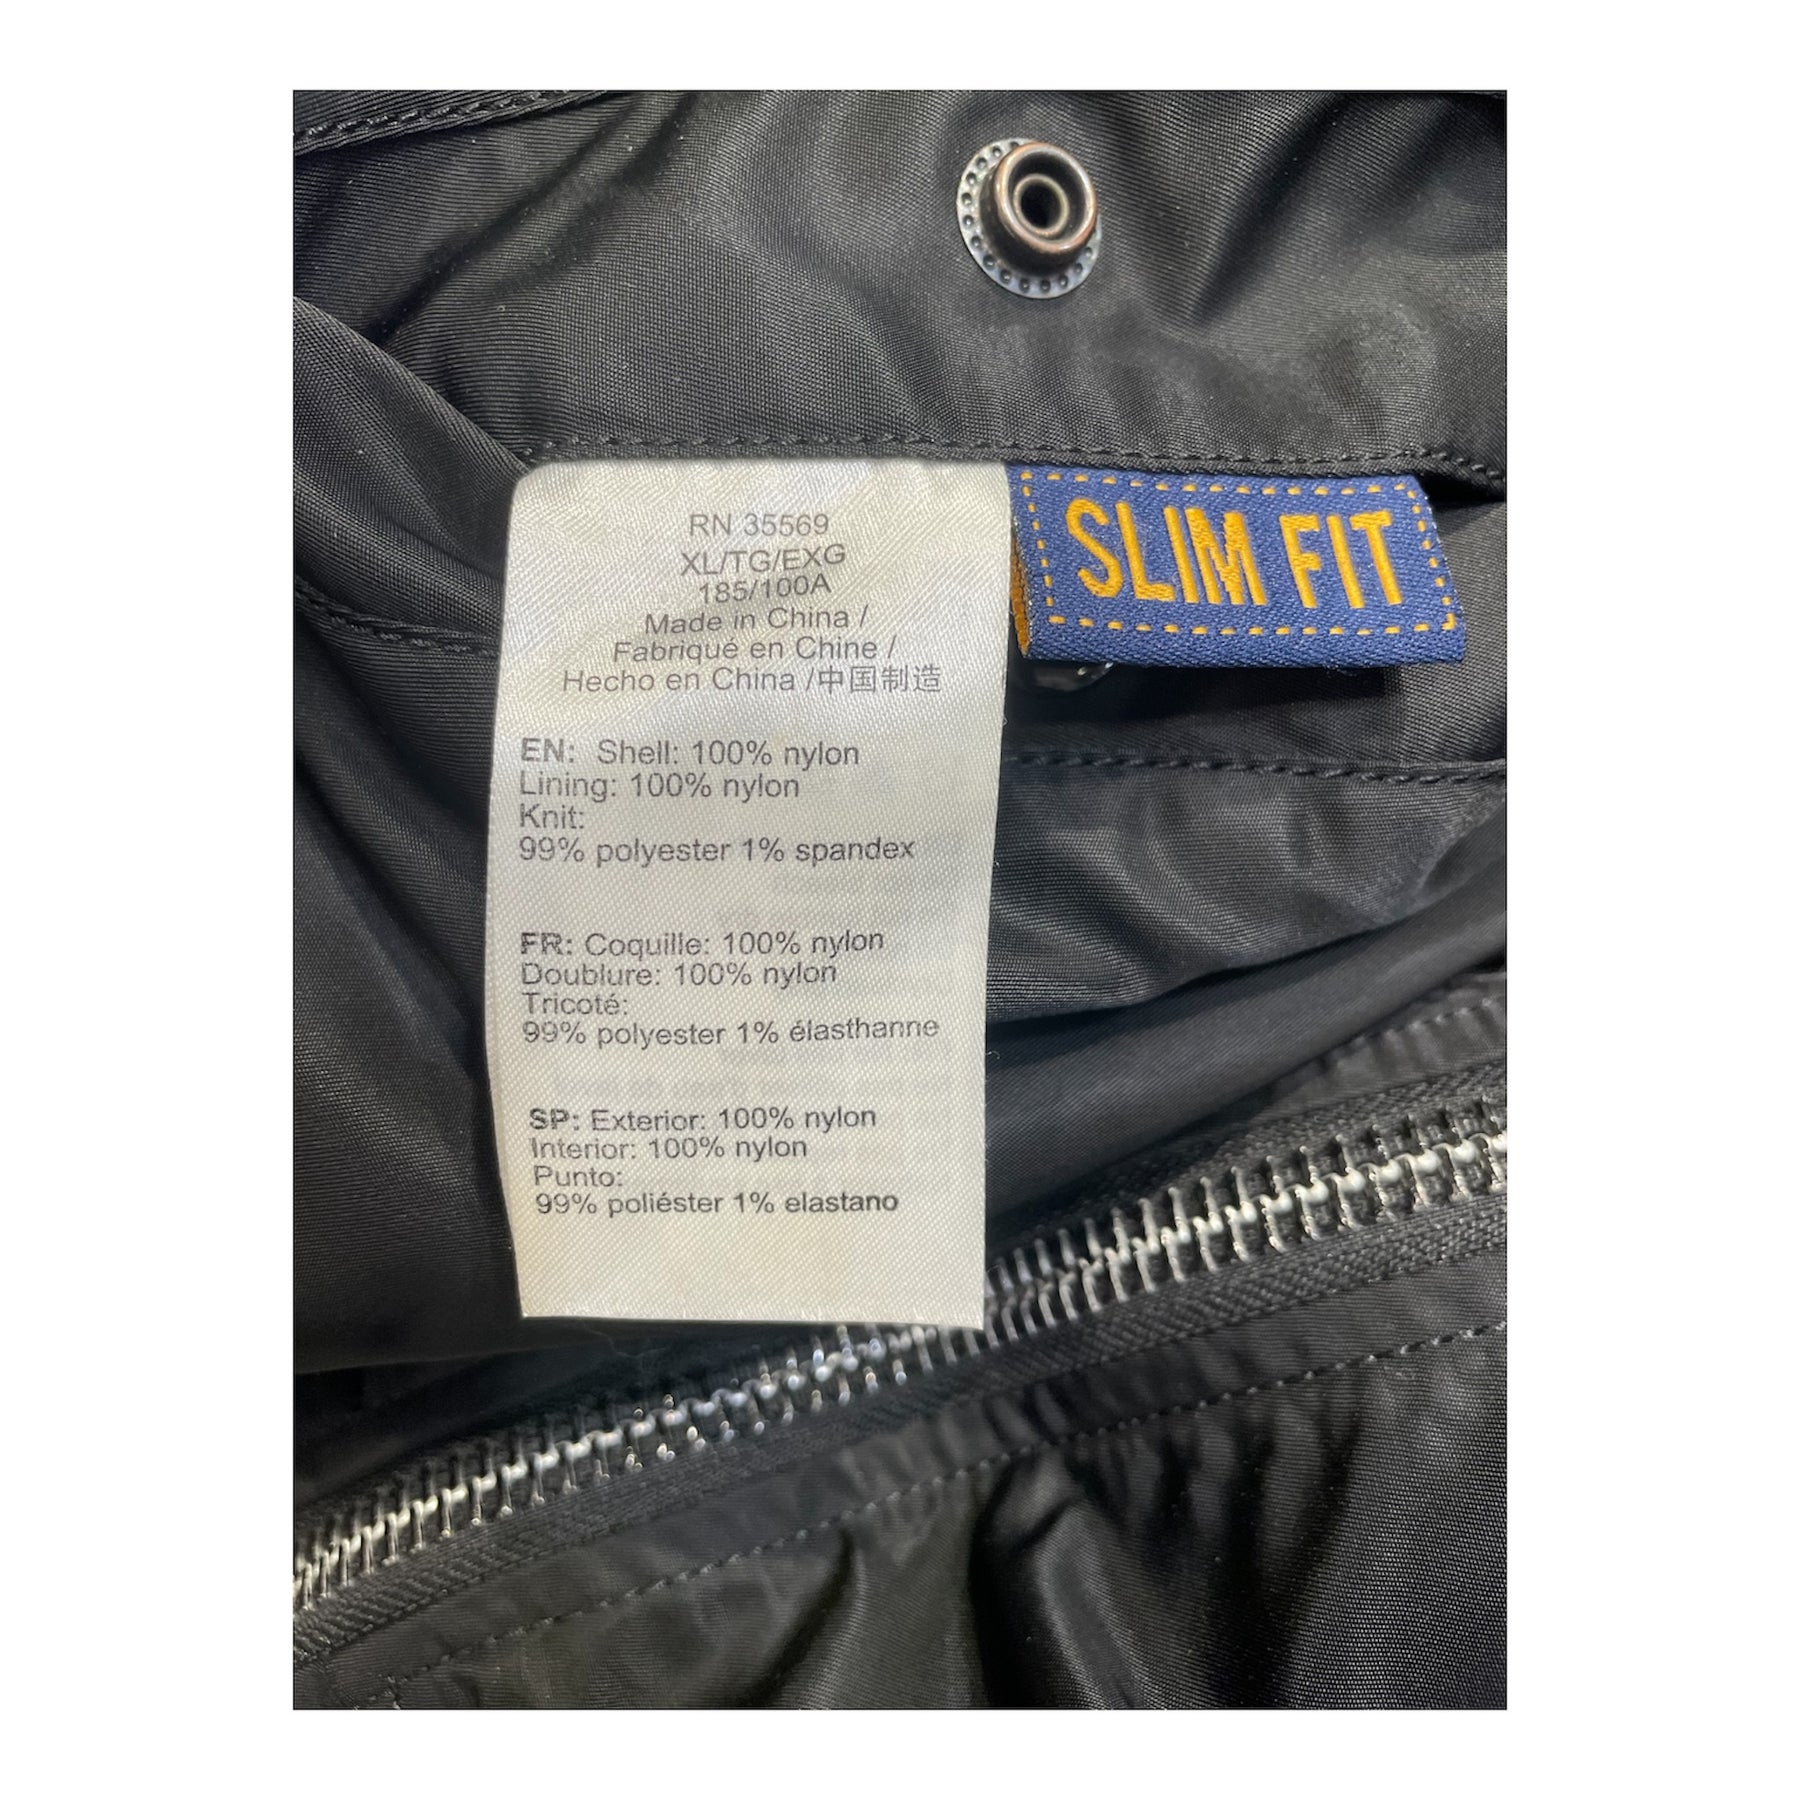 RN 35569
XL/TG/EXG
185/100A
Made in China /
Fabriqué en Chine /
Hecho en China /中国制造
EN: Shell: 100% nylon
Lining: 100% nylon
Knit:
99% polyester 1% spandex
FR: Coquille: 100% nylon
Doublure: 100% nylon
Tricoté:
99% polyester 1% élasthanne
SP: Exterior: 100% nylon
Interior: 100% nylon
Punto:
99% poliéster 1% elastano
SLIM FIT